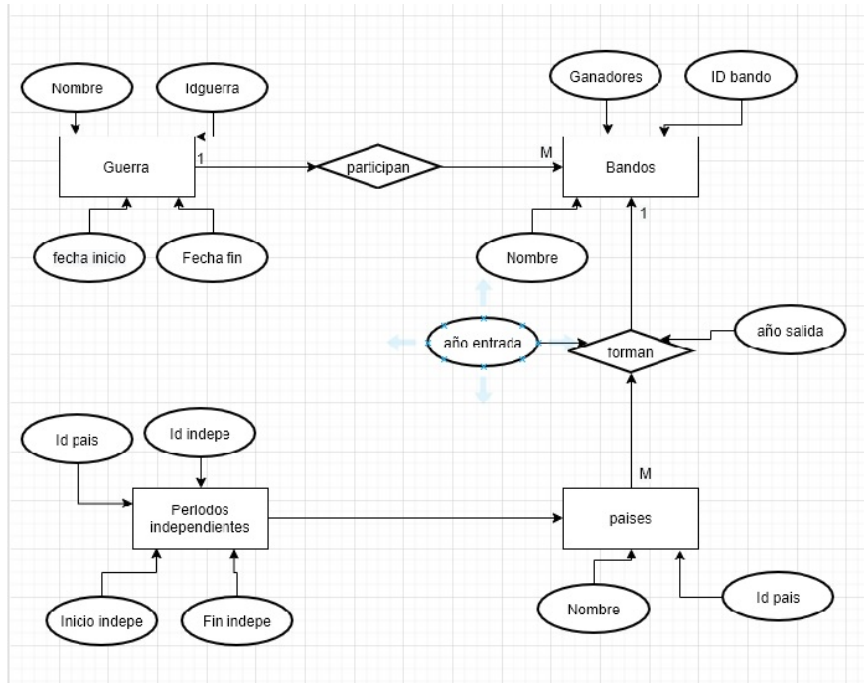 Nombre
Idguerra
Ganadores
ID bando
Guerra
1
participan
M
Bandos
fecha inicio
Fecha fin
Nombre
1
año entrada
forman
año salida
Id pais
Id indepe
M
Periodos
independientes
paises
Inicio indepe
Fin indepe
Nombre
Id pais